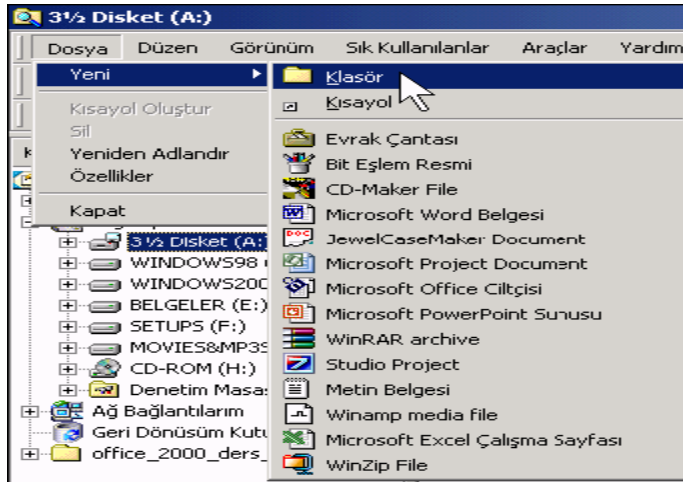 3½ Disket (A:)
Dosya Düzen Görünüm Sık Kullanılanlar Araçlar Yardım
Yeni
Kısayol Oluştur
Sil
Yeniden Adlandır
Özellikler
Kapat
Klasör
Kısayol
Evrak Çantası
Bit Eşlem Resmi
CD-Maker File
Microsoft Word Belgesi
JewelCaseMaker Document
Microsoft Project Document
Microsoft Office Ciltçisi
Microsoft PowerPoint Sunusu
WinRAR archive
Studio Project
Metin Belgesi
Winamp media file
Microsoft Excel Çalışma Sayfası
WinZip File
3½ Disket (A:
WINDOWS98
WINDOWS200
BELGELER (E:)
SETUPS (F:)
MOVIES&MP3S
CD-ROM (H:)
Denetim Masas
Ağ Bağlantılarım
Geri Dönüsüm Kutu
office_2000_ders_